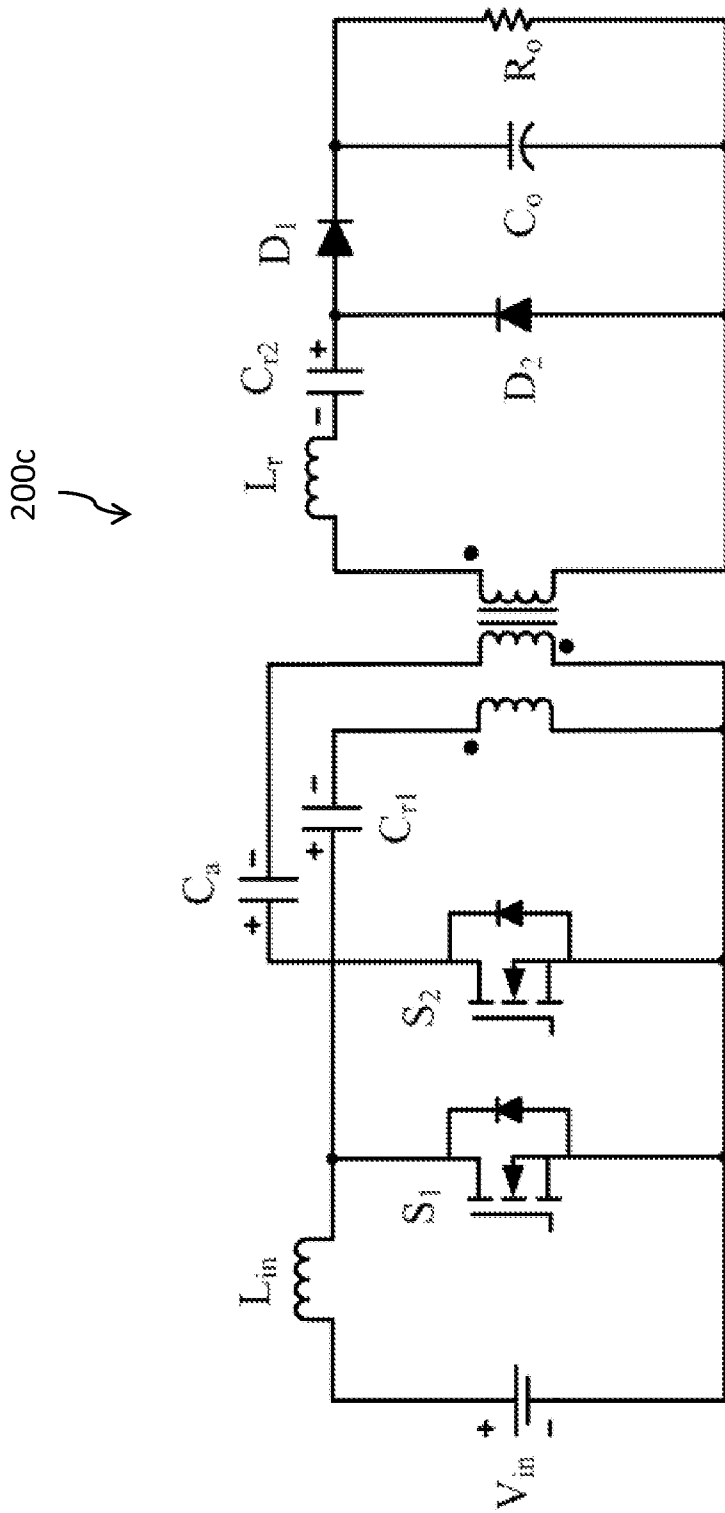 200c
Vin
+
-
Lin
S1
S2
+
Ca
-
+
Cr1
-
Lr
-
Cr2
+
D1
D2
Co
Ro